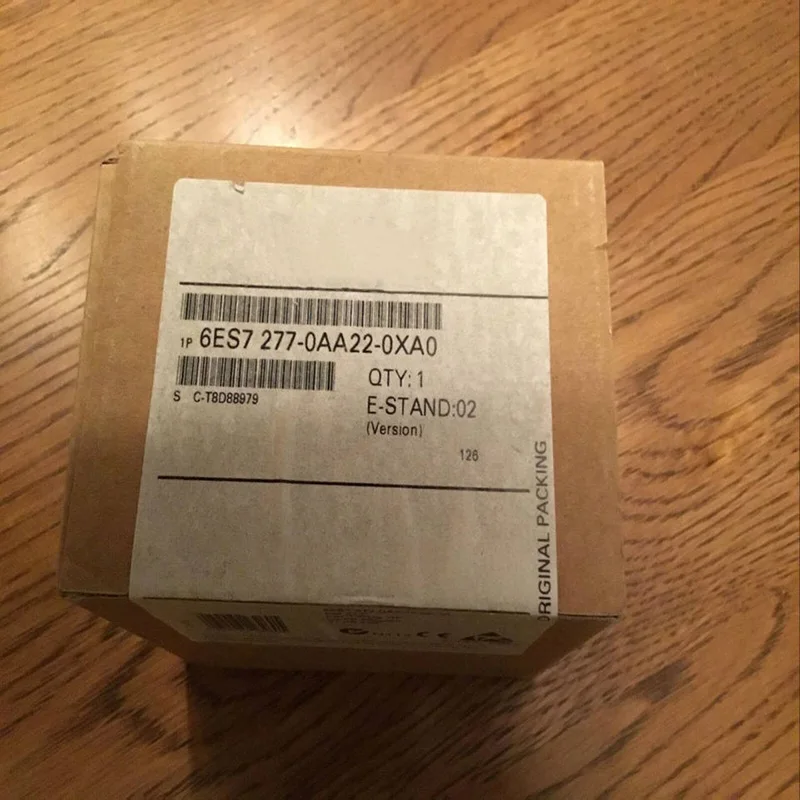 1P 6ES7 277-0AA22-0XA0
S C-T8D88979
QTY: 1
E-STAND:02
(Version)
126
ORIGINAL PACKING